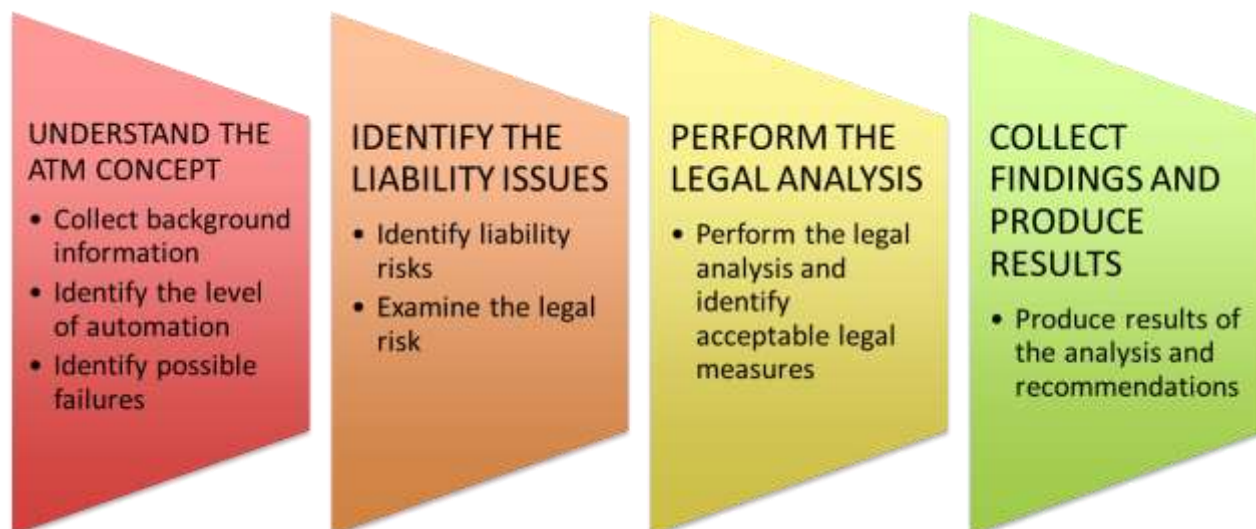 UNDERSTAND THE
ATM CONCEPT
• Collect background
information
• Identify the level
of automation
• Identify possible
failures
IDENTIFY THE
LIABILITY ISSUES
• Identify liability
risks
• Examine the legal
risk
PERFORM THE
LEGAL ANALYSIS
• Perform the legal
analysis and
identify
acceptable legal
measures
COLLECT
FINDINGS AND
PRODUCE
RESULTS
• Produce results of
the analysis and
recommendations